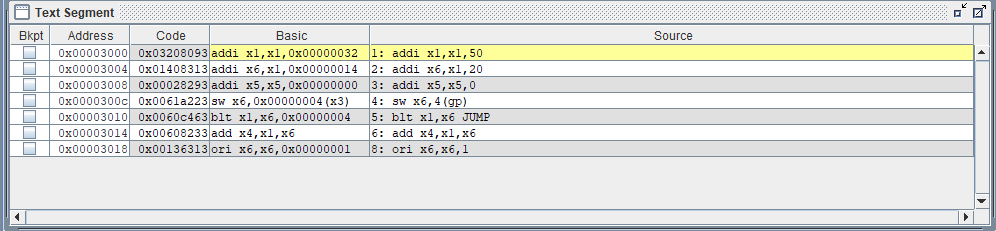 Text Segment
Bkpt Address Code Basic Source
0x00003000 0x03208093 addi x1,x1,0x00000032 1: addi x1,x1,50
0x00003004 0x01408313 addi x6,x1,0x00000014 2: addi x6,x1,20
0x00003008 0x00028293 addi x5,x5,0x00000000 3: addi x5,x5,0
0x0000300c 0x0061a223 sw x6,0x00000004(x3) 4: sw x6,4(gp)
0x00003010 0x0060c463 blt x1,x6,0x00000004 5: blt x1,x6 JUMP
0x00003014 0x00608233 add x4,x1,x6 6: add x4,x1,x6
0x00003018 0x00136313 ori x6,x6,0x00000001 8: ori x6,x6,1